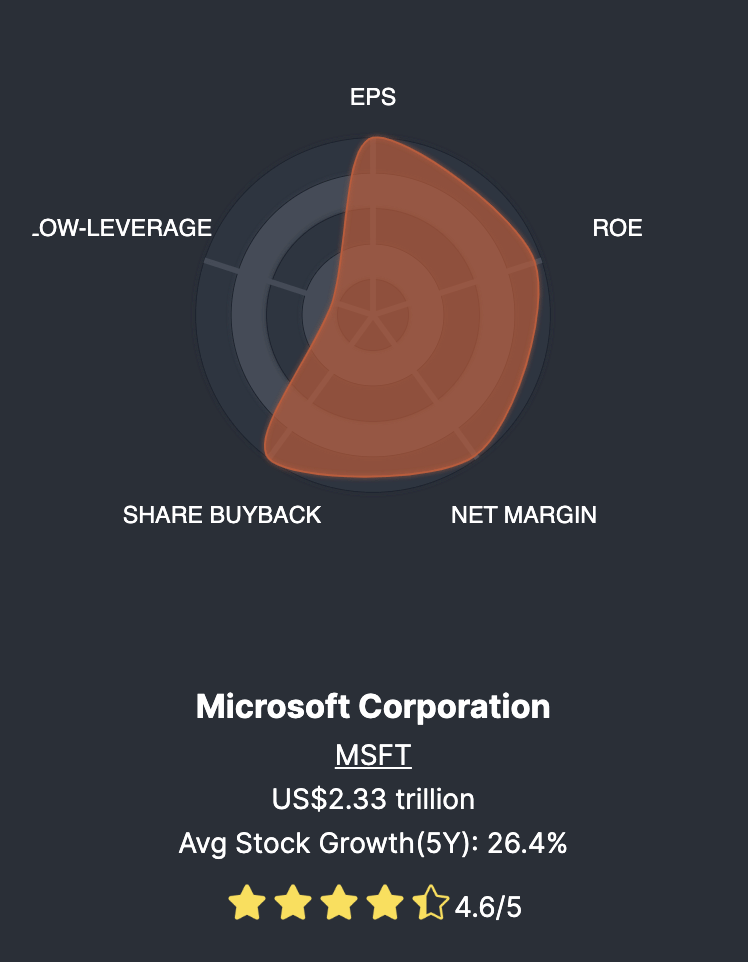 EPS
.OW-LEVERAGE
ROE
SHARE BUYBACK
NET MARGIN
Microsoft Corporation
MSFT
US$2.33 trillion
Avg Stock Growth(5Y): 26.4%
4.6/5